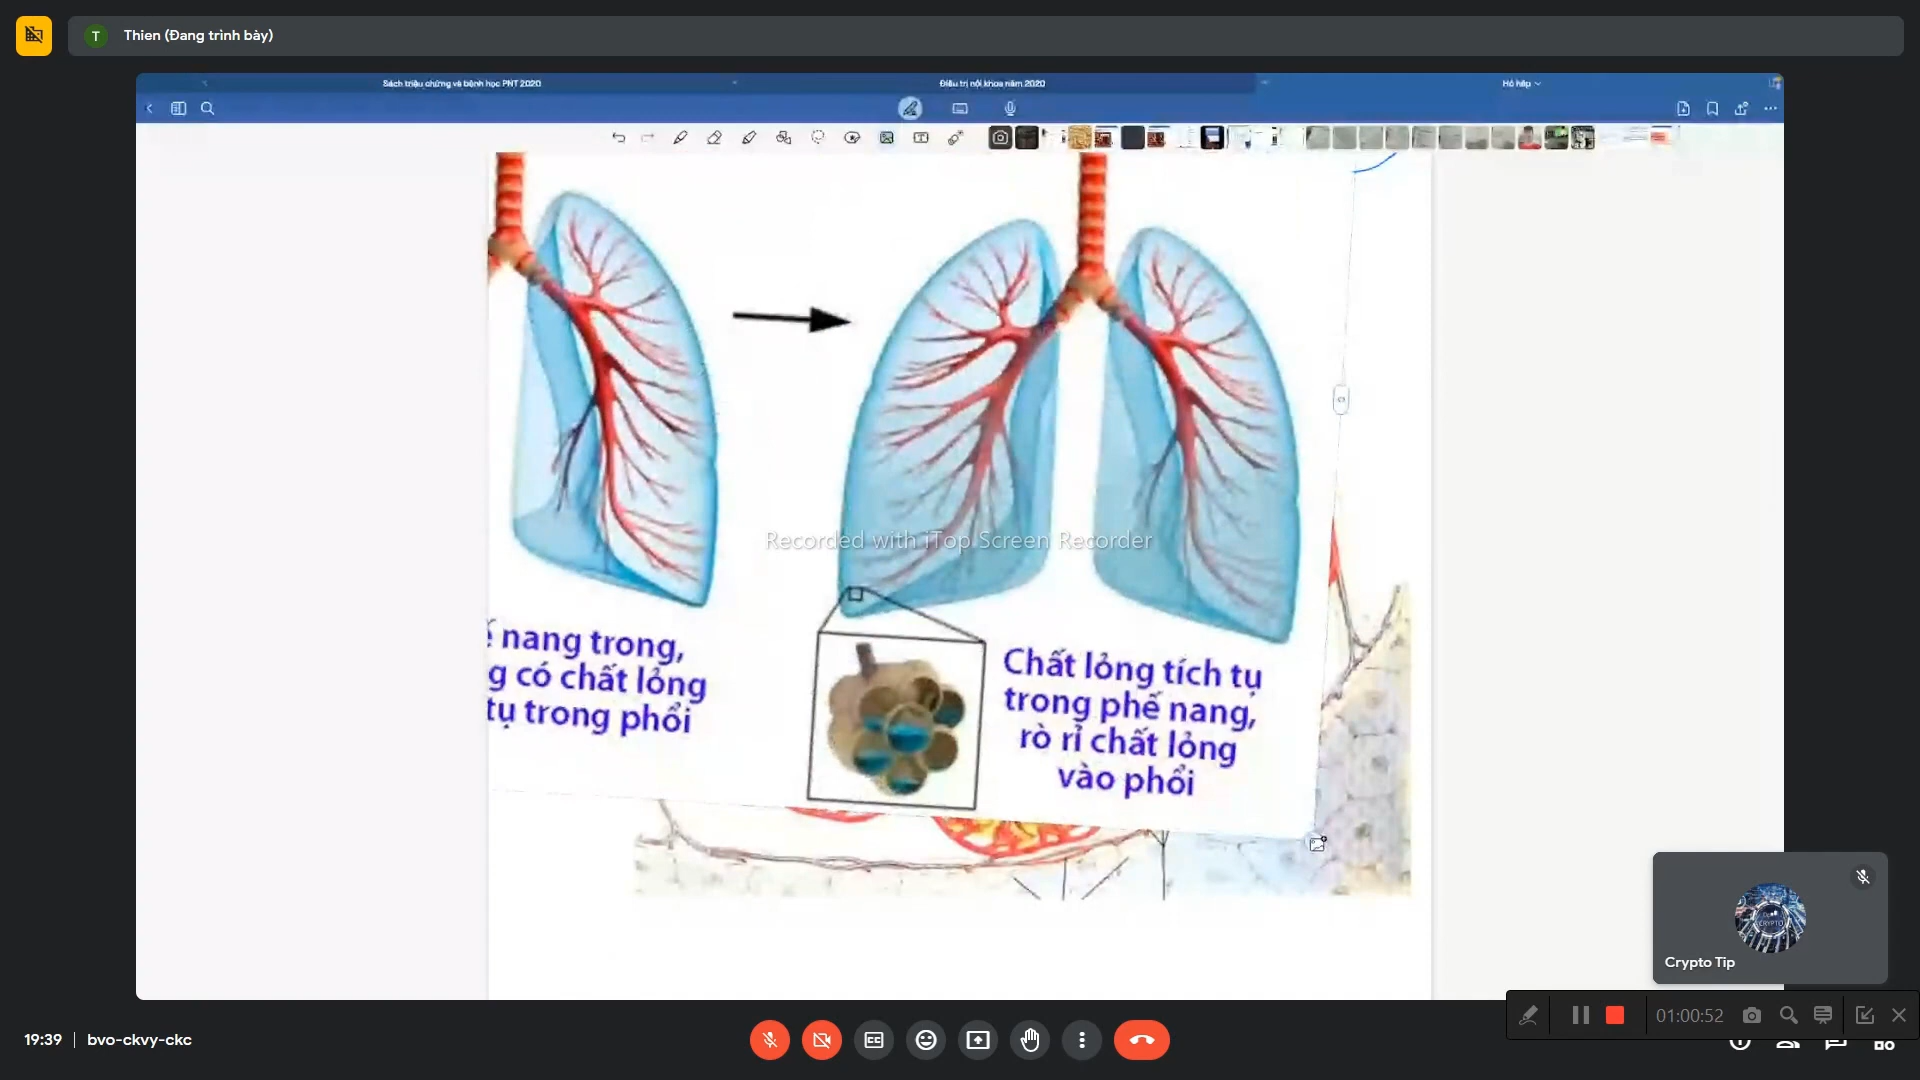 T
Thien (Đang trình bày)
Sách triệu chứng và bệnh học PNT 2020
Điều trị nội khoa năm 2020
Hô hấp
Recorded with iTop Screen Recorder
nang trong,
g có chất lỏng
tụ trong phổi
Chất lỏng tích tụ
trong phế nang,
rò rỉ chất lỏng
vào phổi
CRYPTO
Crypto Tip
19:39 | bvo-ckvy-ckc
CC
01:00:52